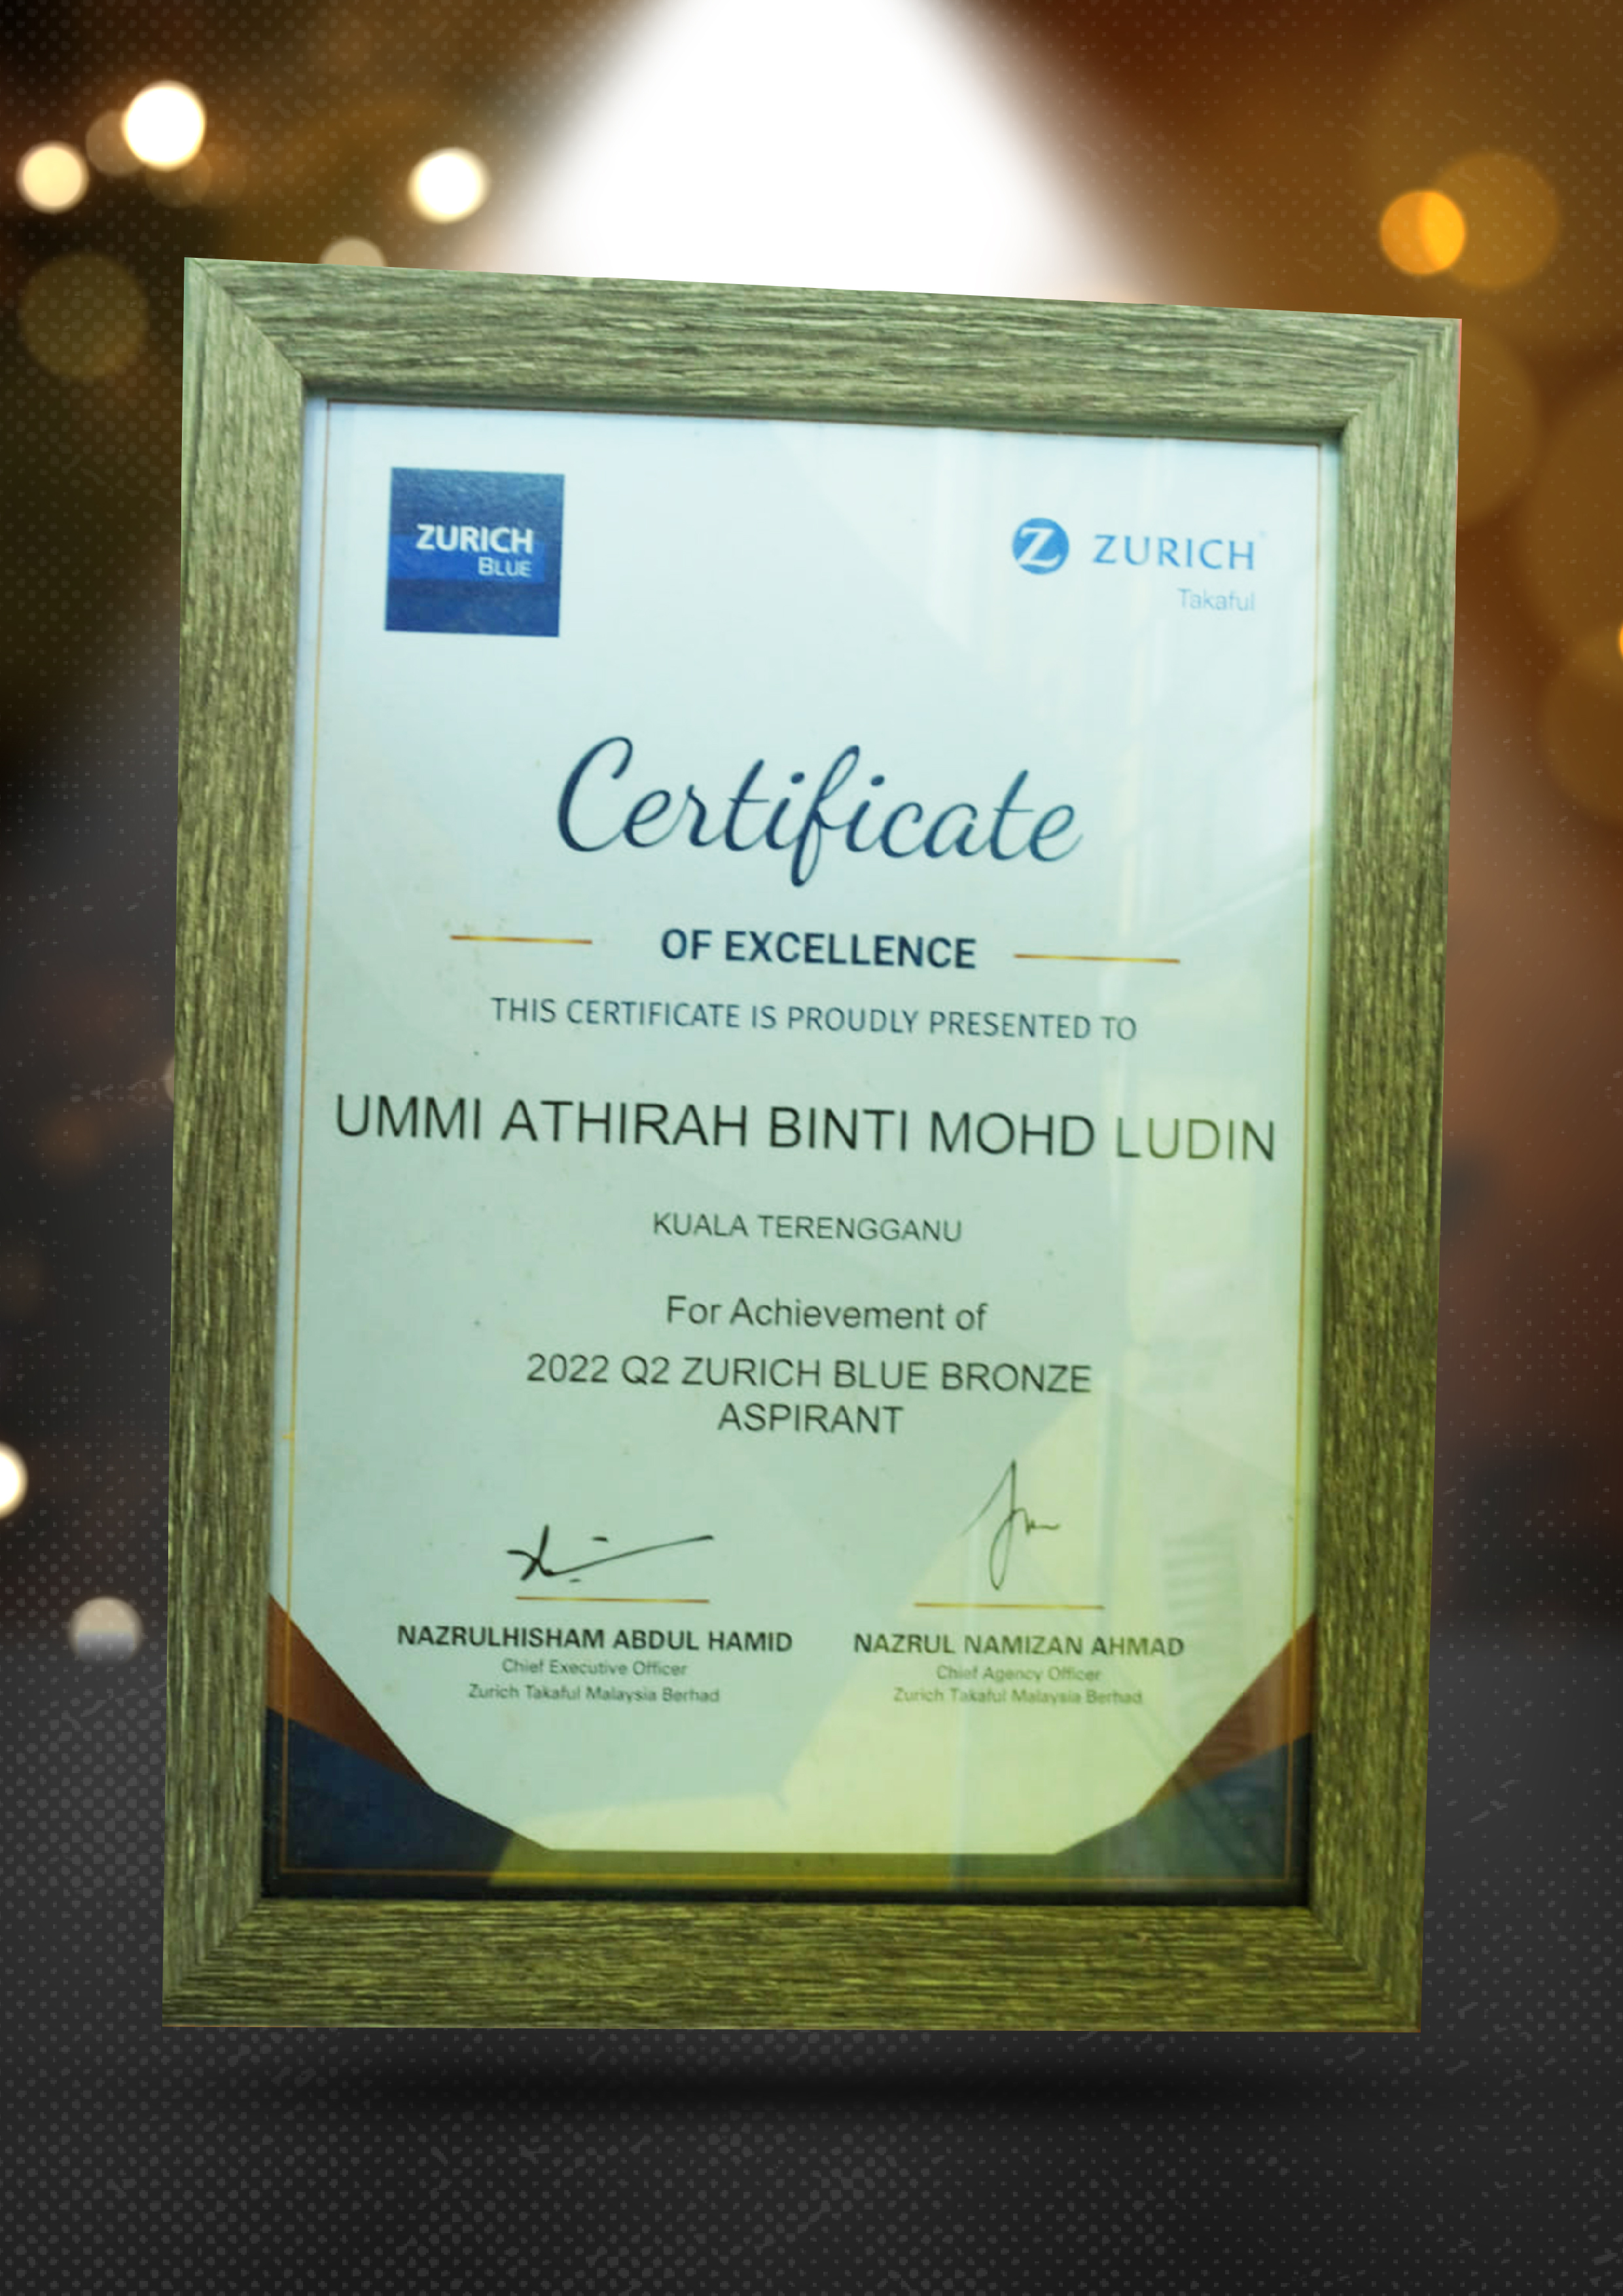 ZURICH
BLUE
ZURICH
Takaful
Certificate
OF EXCELLENCE
THIS CERTIFICATE IS PROUDLY PRESENTED TO
UMMI ATHIRAH BINTI MOHD LUDIN
KUALA TERENGGANU
For Achievement of
2022 Q2 ZURICH BLUE BRONZE
ASPIRANT
NAZRULHISHAM ABDUL HAMID
Chief Executive Officer
Zurich Takaful Malaysia Berhad
NAZRUL NAMIZAN AHMAD
Chief Agency Officer
Zurich Takaful Malaysia Berhad